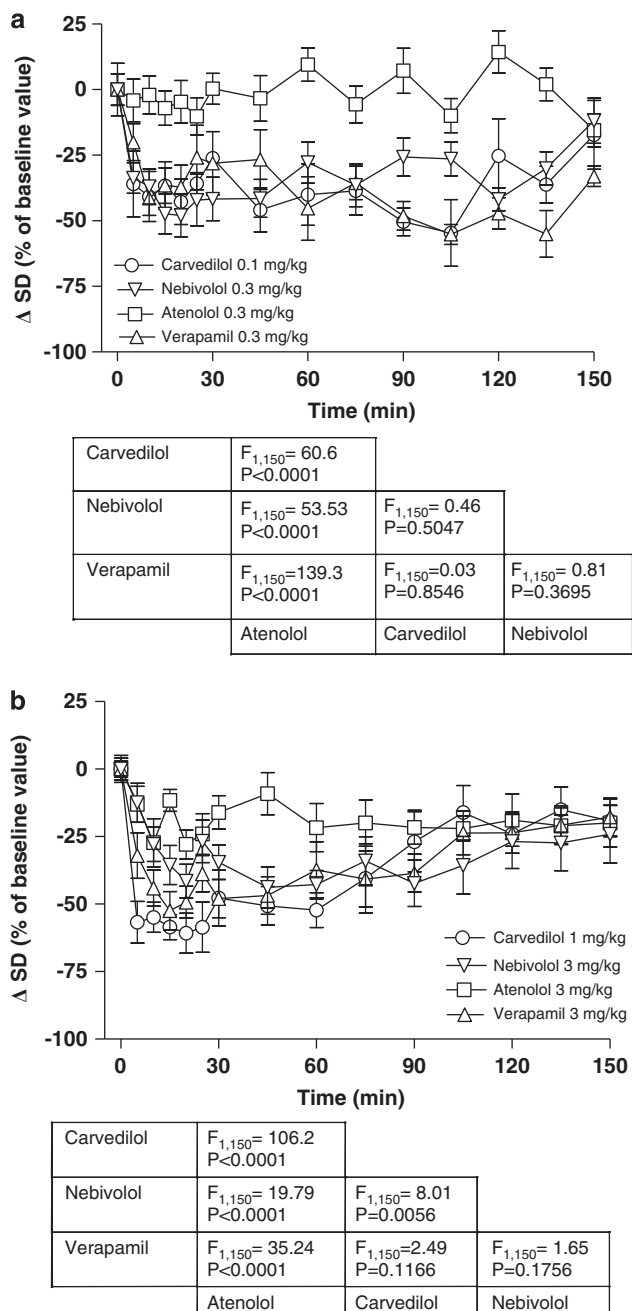 a
25
0
-25
-50
-75
-100
Δ SD (% of baseline value)
Carvedilol 0.1 mg/kg
Nebivolol 0.3 mg/kg
Atenolol 0.3 mg/kg
Verapamil 0.3 mg/kg
0 30 60 90 120 150
Time (min)
Carvedilol F1,150= 60.6
P<0.0001
Nebivolol F1,150= 53.53 F1,150= 0.46
P<0.0001 P=0.5047
Verapamil F1,150=139.3 F1,150=0.03 F1,150= 0.81
P<0.0001 P=0.8546 P=0.3695
Atenolol Carvedilol Nebivolol
b
25
0
-25
-50
-75
-100
Δ SD (% of baseline value)
Carvedilol 1 mg/kg
Nebivolol 3 mg/kg
Atenolol 3 mg/kg
Verapamil 3 mg/kg
0 30 60 90 120 150
Time (min)
Carvedilol F1,150= 106.2
P<0.0001
Nebivolol F1,150= 19.79 F1,150= 8.01
P<0.0001 P=0.0056
Verapamil F1,150= 35.24 F1,150=2.49 F1,150= 1.65
P<0.0001 P=0.1166 P=0.1756
Atenolol Carvedilol Nebivolol